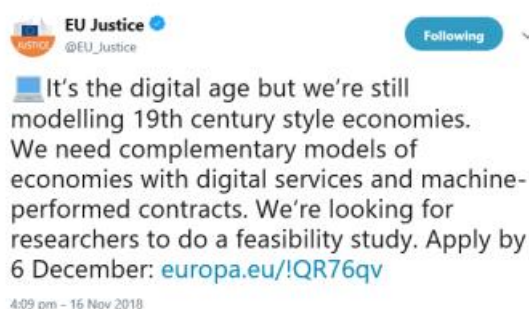 EU Justice
JUSTICE
@EU_Justice
Following
It's the digital age but we're still
modelling 19th century style economies.
We need complementary models of
economies with digital services and machine-
performed contracts. We're looking for
researchers to do a feasibility study. Apply by
6 December: europa.eu/!QR76qv
4:09 pm – 16 Nov 2018